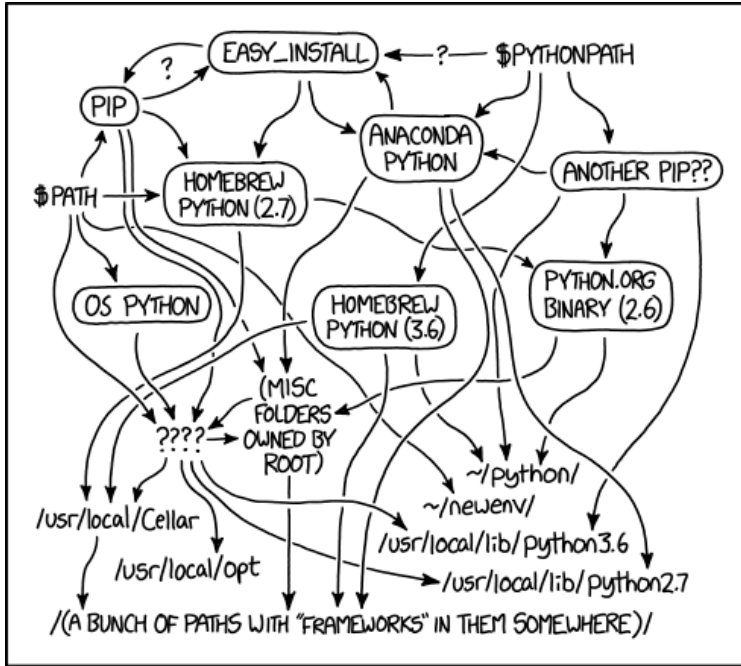 EASY_INSTALL
?
$PYTHONPATH
?
PIP
ANACONDA
PYTHON
ANOTHER PIP??
HOMEBREW
PYTHON (2.7)
$PATH
OS PYTHON
HOMEBREW
PYTHON (3.6)
PYTHON.ORG
BINARY (2.6)
(MISC
FOLDERS
OWNED BY
ROOT)
????
~/python/
~/newenv/
/usr/local/Cellar
/usr/local/lib/python3.6
/usr/local/opt
/usr/local/lib/python2.7
/(A BUNCH OF PATHS WITH "FRAMEWORKS" IN THEM SOMEWHERE)/